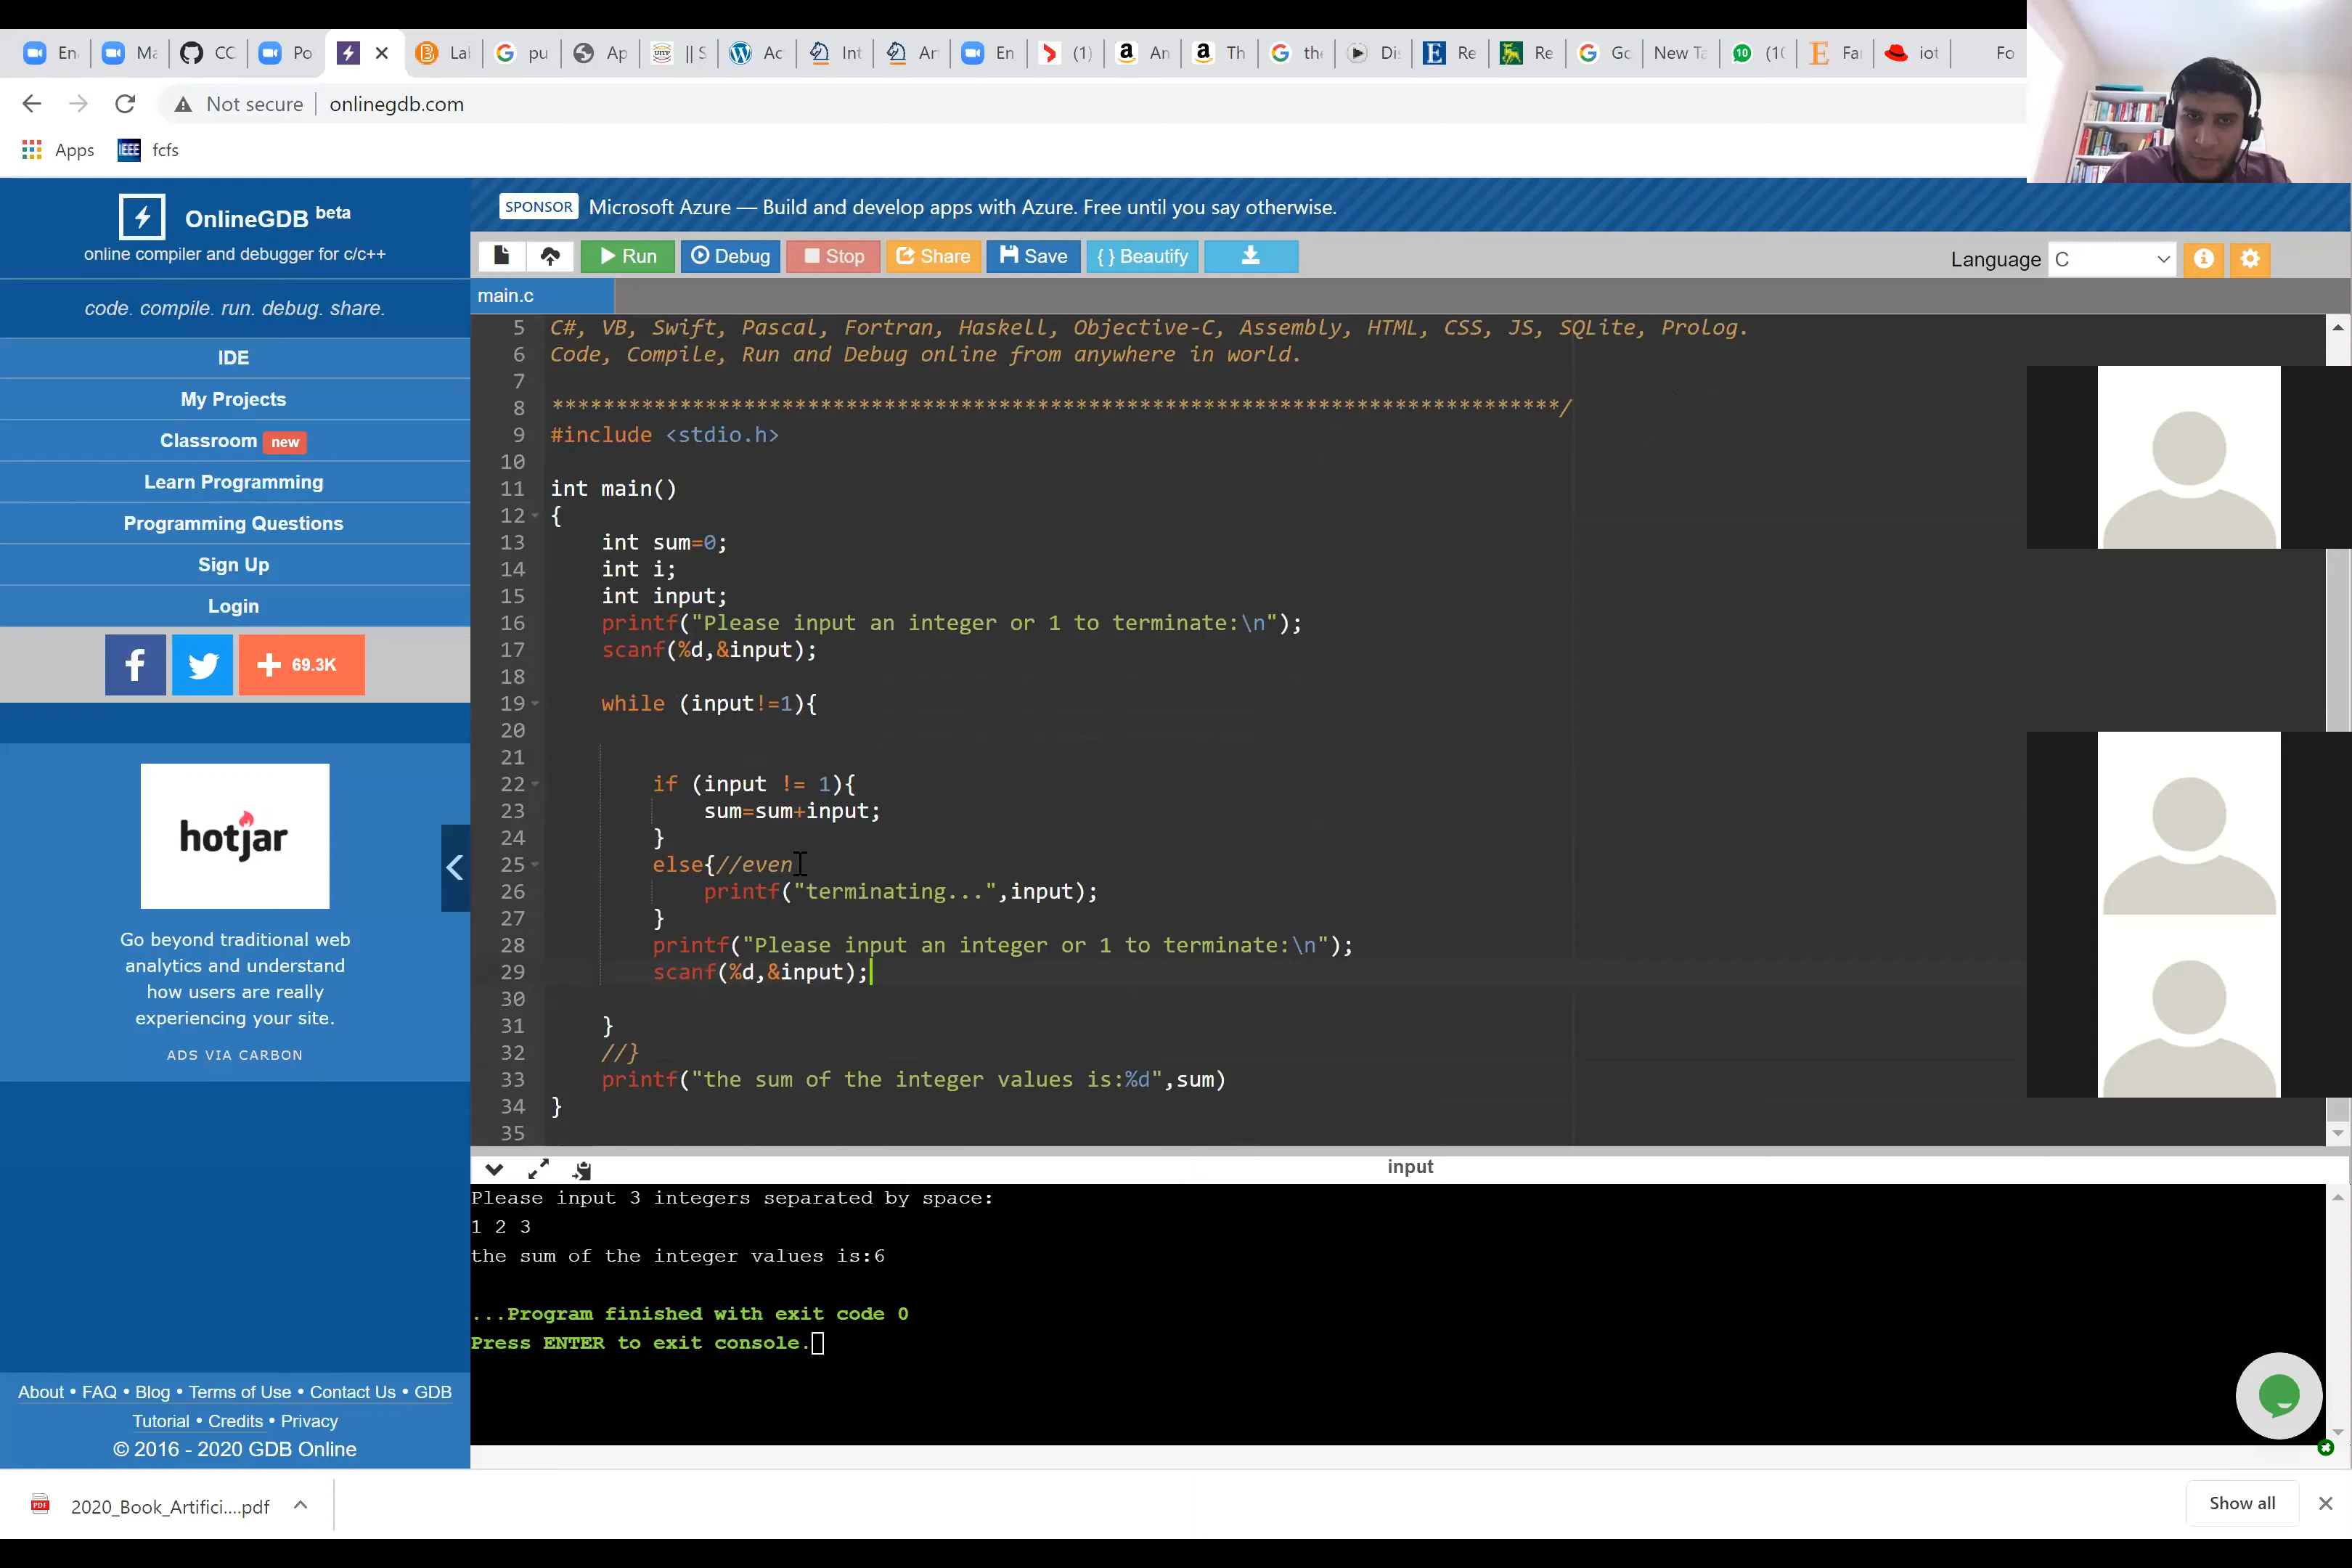 En
Ma
CC
Po
La
pu
Ap
|| S
Ac
Int
Ar
En
(1)
An
Th
the
Di
Re
Re
Gc
New Ta
(10
Fa
iot
Fo
Not secure
onlinegdb.com
Apps
IEEE
fcfs
OnlineGDB beta
online compiler and debugger for c/c++
code. compile. run. debug. share.
IDE
My Projects
Classroom new
Learn Programming
Programming Questions
Sign Up
Login
69.3K
hotjar
Go beyond traditional web
analytics and understand
how users are really
experiencing your site.
ADS VIA CARBON
About • FAQ • Blog • Terms of Use • Contact Us • GDB
Tutorial • Credits • Privacy
© 2016 - 2020 GDB Online
SPONSOR Microsoft Azure — Build and develop apps with Azure. Free until you say otherwise.
Run Debug Stop Share Save { } Beautify
Language C
main.c
5 C#, VB, Swift, Pascal, Fortran, Haskell, Objective-C, Assembly, HTML, CSS, JS, SQLite, Prolog.
6 Code, Compile, Run and Debug online from anywhere in world.
7
8 *******************************************************************************/
9 #include <stdio.h>
10
11 int main()
12 {
13 int sum=0;
14 int i;
15 int input;
16 printf("Please input an integer or 1 to terminate:\n");
17 scanf(%d,&input);
18
19 while (input!=1){
20
21
22 if (input != 1){
23 sum=sum+input;
24 }
25 else{//even
26 printf("terminating...",input);
27 }
28 printf("Please input an integer or 1 to terminate:\n");
29 scanf(%d,&input);
30
31 }
32 //}
33 printf("the sum of the integer values is:%d",sum)
34 }
35
input
Please input 3 integers separated by space:
1 2 3
the sum of the integer values is:6
...Program finished with exit code 0
Press ENTER to exit console.
PDF
2020_Book_Artifici....pdf
Show all